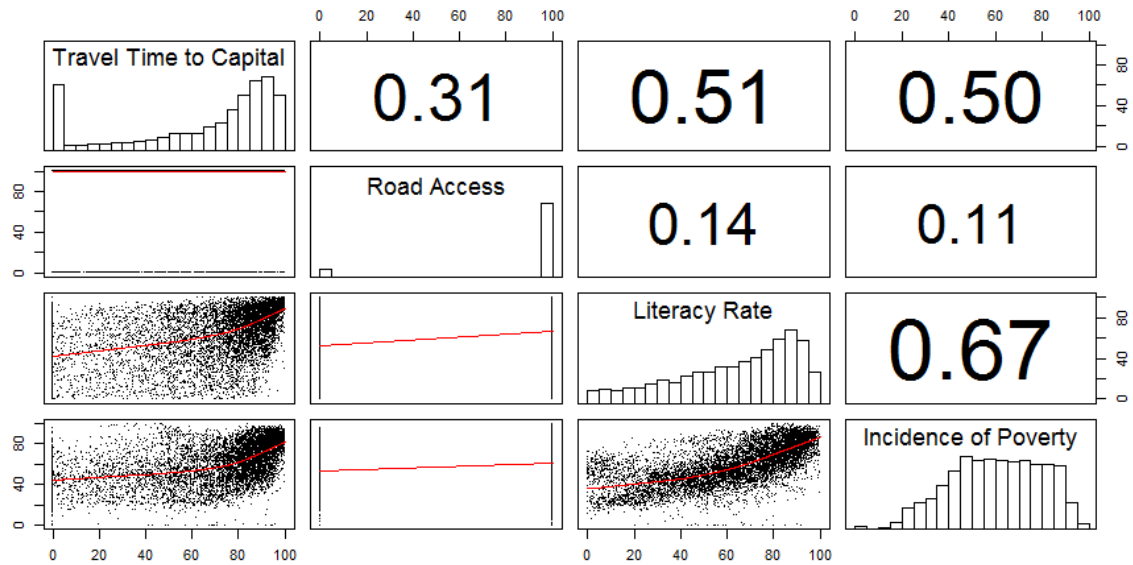 0 20 40 60 80 100 0 20 40 60 80 100
Travel Time to Capital 0.31 0.51 0.50 0 40 80
0 40 80 Road Access 0.14 0.11
0 40 80 Literacy Rate 0.67 0 40 80
0 40 80 Incidence of Poverty
0 20 40 60 80 100 0 20 40 60 80 100